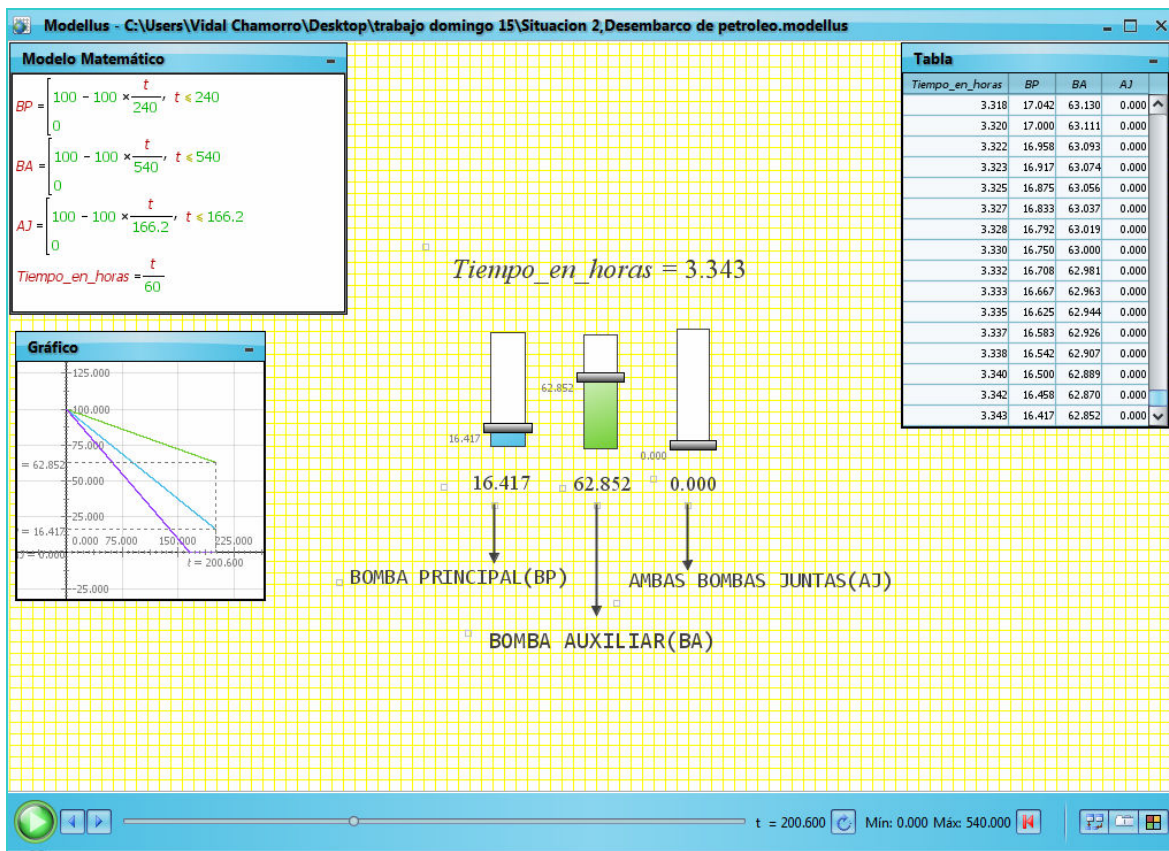 Modellus - C:\Users\Vidal Chamorro\Desktop\trabajo domingo 15\Situacion 2,Desembarco de petroleo.modellus
Modelo Matemático
BP = [ 100 - 100 × t/240, t ≤ 240
0
BA = [ 100 - 100 × t/540, t ≤ 540
0
AJ = [ 100 - 100 × t/166.2, t ≤ 166.2
0
Tiempo_en_horas = t/60
Tabla
Tiempo_en_horas BP BA AJ
3.318 17.042 63.130 0.000
3.320 17.000 63.111 0.000
3.322 16.958 63.093 0.000
3.323 16.917 63.074 0.000
3.325 16.875 63.056 0.000
3.327 16.833 63.037 0.000
3.328 16.792 63.019 0.000
3.330 16.750 63.000 0.000
3.332 16.708 62.981 0.000
3.333 16.667 62.963 0.000
3.335 16.625 62.944 0.000
3.337 16.583 62.926 0.000
3.338 16.542 62.907 0.000
3.340 16.500 62.889 0.000
3.342 16.458 62.870 0.000
3.343 16.417 62.852 0.000
Tiempo_en_horas = 3.343
Gráfico
125.000
100.000
75.000
= 62.852
50.000
25.000
= 16.417
0.000 75.000 150.000 225.000
= 0.000
t = 200.600
-25.000
62.852
16.417
0.000
16.417 62.852 0.000
BOMBA PRINCIPAL(BP)
AMBAS BOMBAS JUNTAS(AJ)
BOMBA AUXILIAR(BA)
t = 200.600 Mín: 0.000 Máx: 540.000